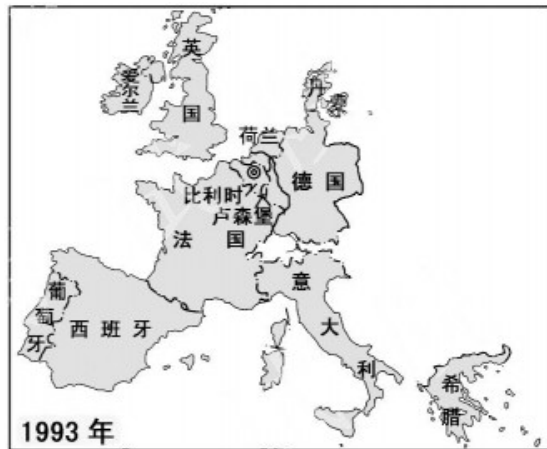 英国
爱尔兰
丹麦
荷兰
德国
比利时
卢森堡
法国
意大利
葡萄牙
西班牙
希腊
1993 年